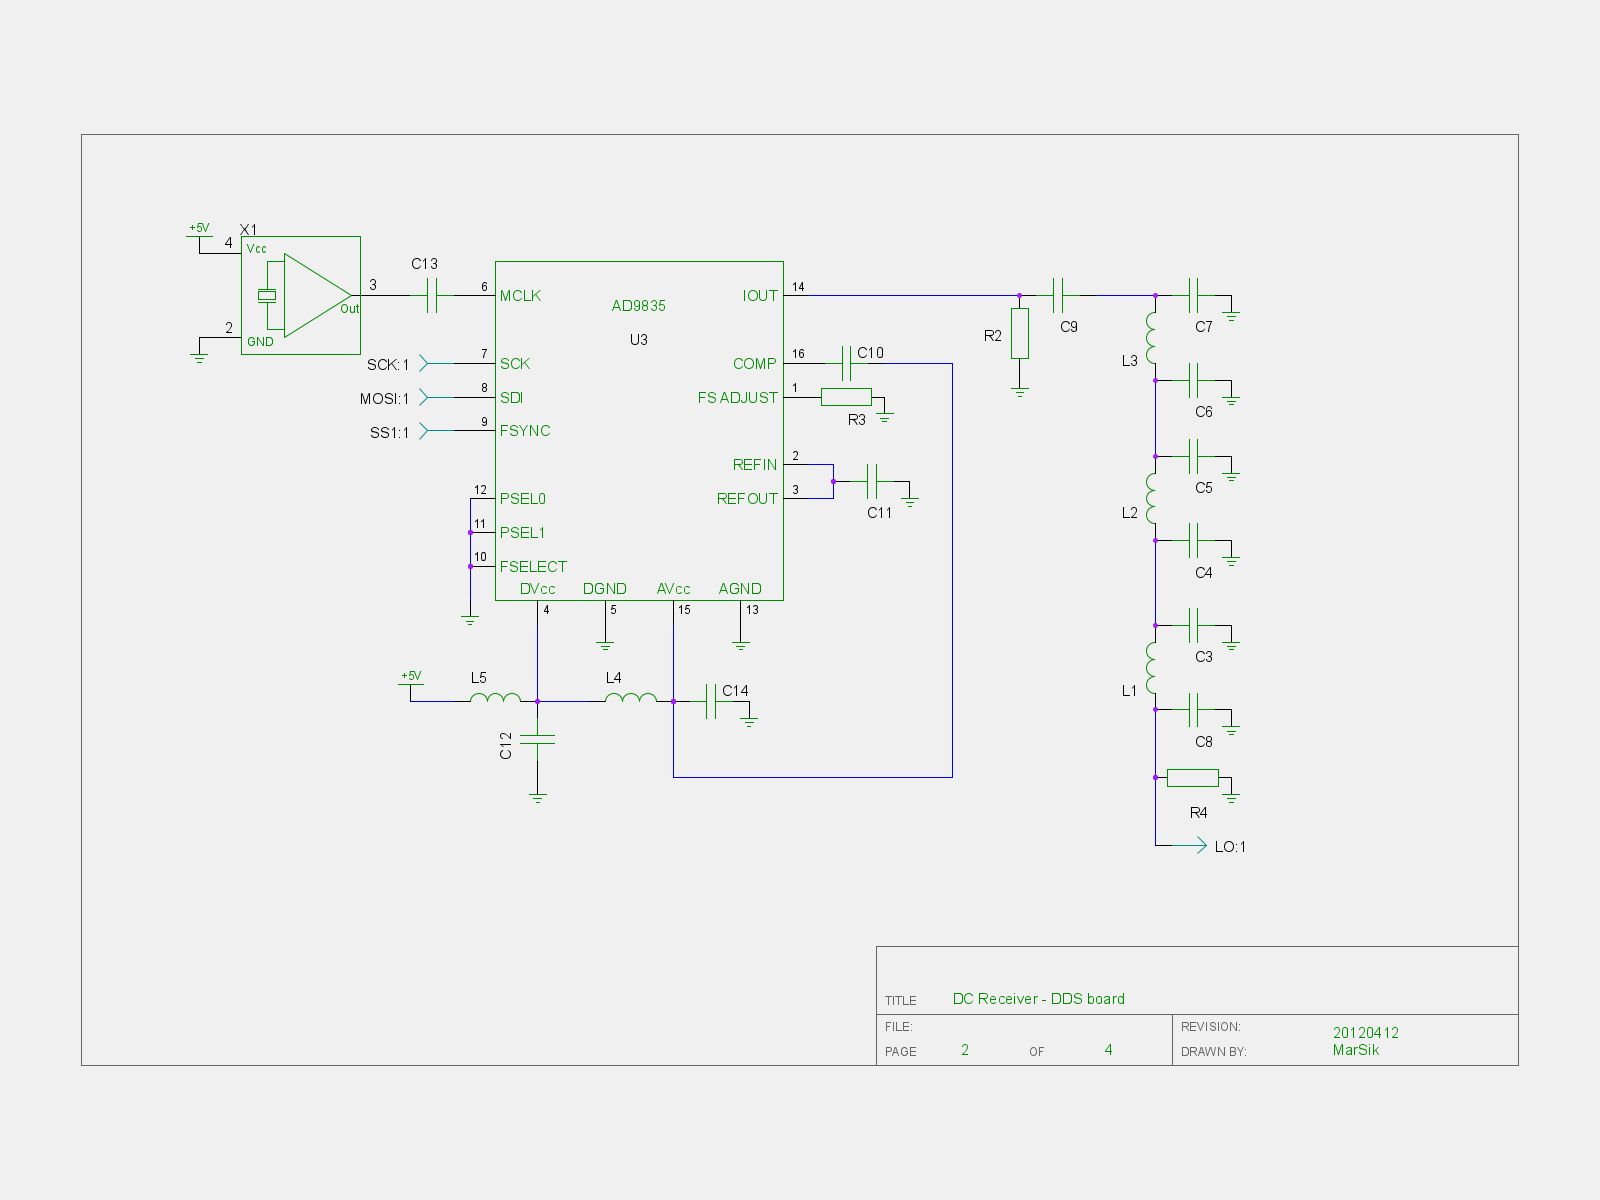 +5V
X1
4
Vcc
3
Out
2
GND
C13
6
MCLK
AD9835
U3
IOUT
14
SCK:1
7
SCK
MOSI:1
8
SDI
SS1:1
9
FSYNC
COMP
16
C10
FS ADJUST
1
R3
REFIN
2
REFOUT
3
C11
12
PSEL0
11
PSEL1
10
FSELECT
DVcc
DGND
AVcc
AGND
4
5
15
13
+5V
L5
L4
C14
C12
R2
C9
C7
L3
C6
C5
L2
C4
C3
L1
C8
R4
LO:1
TITLE DC Receiver - DDS board
FILE:
PAGE 2 OF 4
REVISION: 20120412
DRAWN BY: MarSik